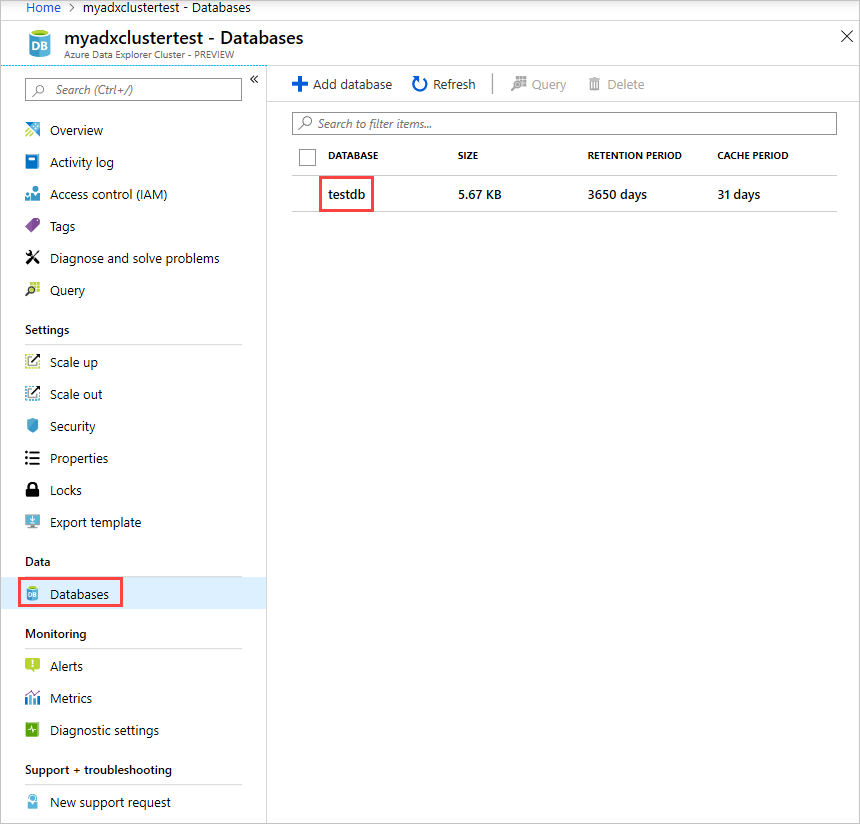 Home > myadxclustertest - Databases
myadxclustertest - Databases
Azure Data Explorer Cluster - PREVIEW
Search (Ctrl+/)
Overview
Activity log
Access control (IAM)
Tags
Diagnose and solve problems
Query
Settings
Scale up
Scale out
Security
Properties
Locks
Export template
Data
Databases
Monitoring
Alerts
Metrics
Diagnostic settings
Support + troubleshooting
New support request
Add database Refresh Query Delete
Search to filter items...
DATABASE SIZE RETENTION PERIOD CACHE PERIOD
testdb 5.67 KB 3650 days 31 days